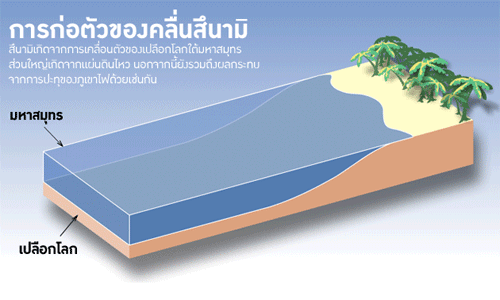 การก่อตัวของคลื่นสึนามิ
สึนามิเกิดจากการเคลื่อนตัวของเปลือกโลกใต้มหาสมุทร
ส่วนใหญ่เกิดจากแผ่นดินไหว นอกจากนี้ยังรวมถึงผลกระทบ
จากการปะทุของภูเขาไฟด้วยเช่นกัน
มหาสมุทร
เปลือกโลก